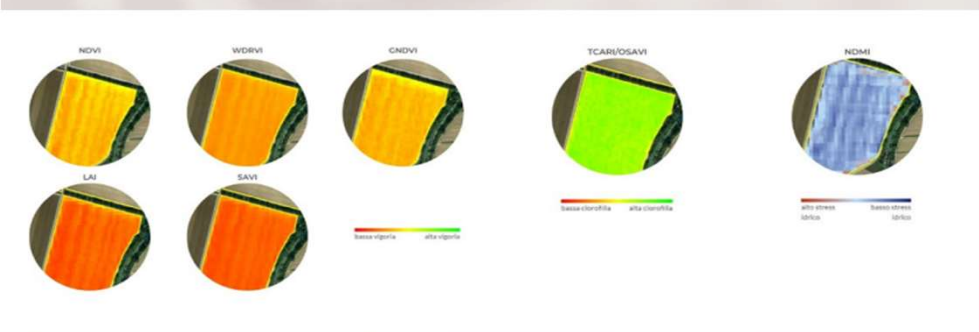 NDVI
WDRVI
GNDVI
TCARI/OSAVI
NDMI
LAI
SAVI
bassa vigoria
alta vigoria
bassa clorofilla
alta clorofilla
alto stress
idrico
basso stress
idrico